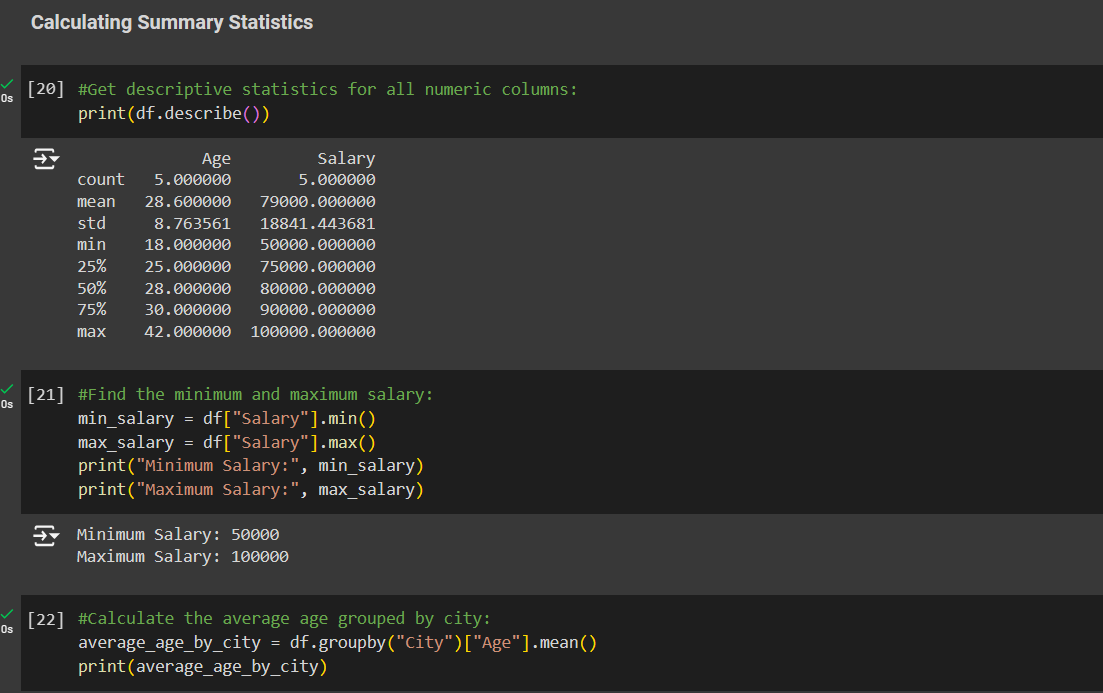 Calculating Summary Statistics
0s
[20] #Get descriptive statistics for all numeric columns:
print(df.describe())
Age Salary
count 5.000000 5.000000
mean 28.600000 79000.000000
std 8.763561 18841.443681
min 18.000000 50000.000000
25% 25.000000 75000.000000
50% 28.000000 80000.000000
75% 30.000000 90000.000000
max 42.000000 100000.000000
0s
[21] #Find the minimum and maximum salary:
min_salary = df["Salary"].min()
max_salary = df["Salary"].max()
print("Minimum Salary:", min_salary)
print("Maximum Salary:", max_salary)
Minimum Salary: 50000
Maximum Salary: 100000
0s
[22] #Calculate the average age grouped by city:
average_age_by_city = df.groupby("City")["Age"].mean()
print(average_age_by_city)